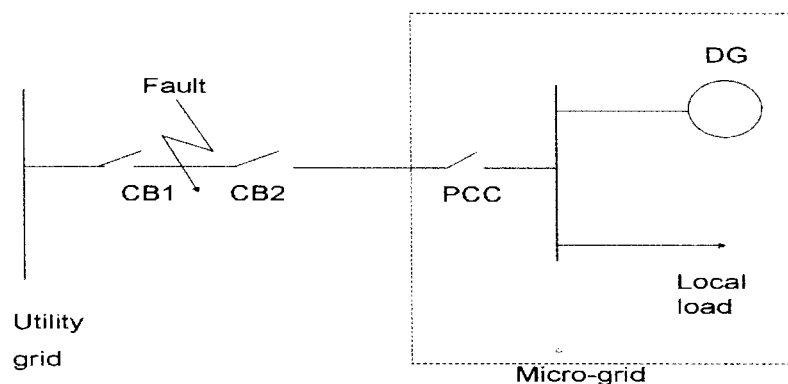 DG
Fault
CB1
CB2
PCC
Local
load
Utility
grid
Micro-grid